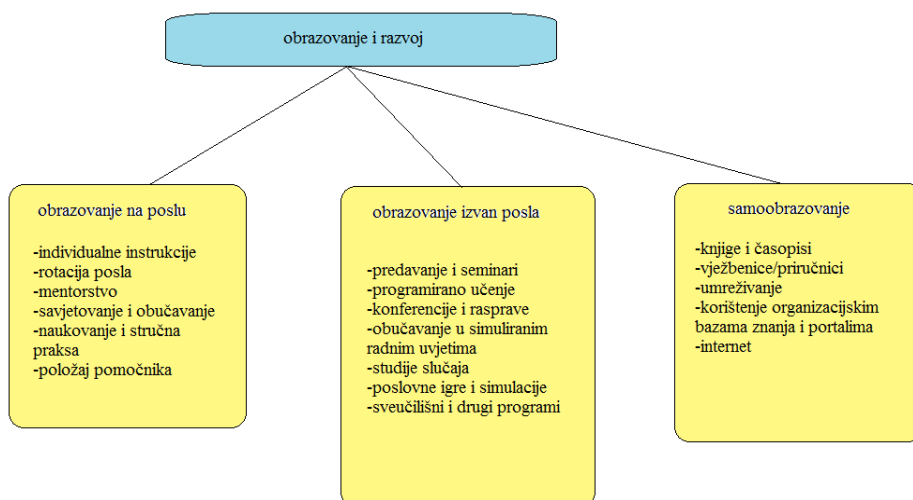 obrazovanje i razvoj
obrazovanje na poslu
-individualne instrukcije
-rotacija posla
-mentorstvo
-savjetovanje i obučavanje
-naukovanje i stručna
praksa
-položaj pomočnika
obrazovanje izvan posla
-predavanje i seminari
-programirano učenje
-konferencije i rasprave
-obučavanje u simuliranim
radnim uvjetima
-studije slučaja
-poslovne igre i simulacije
-sveučilišni i drugi programi
samoobrazovanje
-knjige i časopisi
-vježbenice/priručnici
-umreživanje
-korištenje organizacijskim
bazama znanja i portalima
-internet